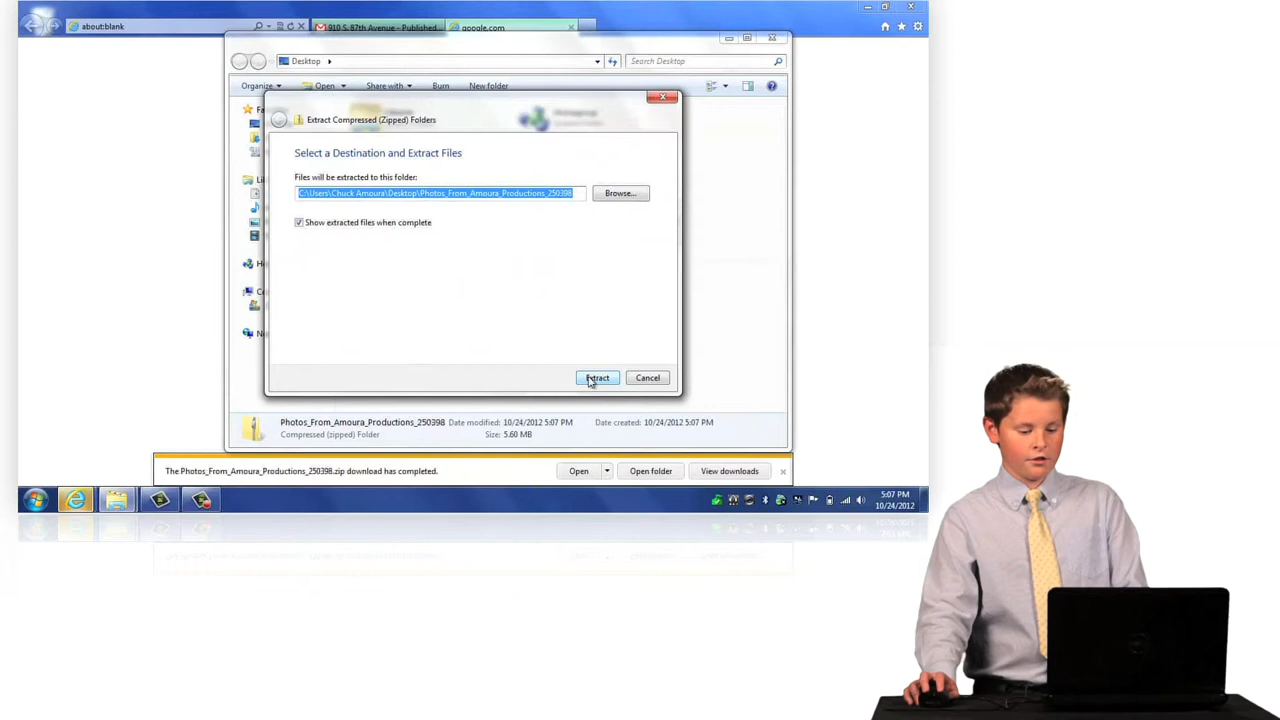 about:blank
910 S. 87th Avenue - Published...
google.com
Desktop
Search Desktop
Organize
Open
Share with
Burn
New folder
Extract Compressed (Zipped) Folders
Select a Destination and Extract Files
Files will be extracted to this folder:
C:\Users\Chuck Amoura\Desktop\Photos_From_Amoura_Productions_250398
Browse...
Show extracted files when complete
Extract
Cancel
Photos_From_Amoura_Productions_250398 Date modified: 10/24/2012 5:07 PM Date created: 10/24/2012 5:07 PM
Compressed (zipped) Folder Size: 5.60 MB
The Photos_From_Amoura_Productions_250398.zip download has completed.
Open
Open folder
View downloads
5:07 PM
10/24/2012